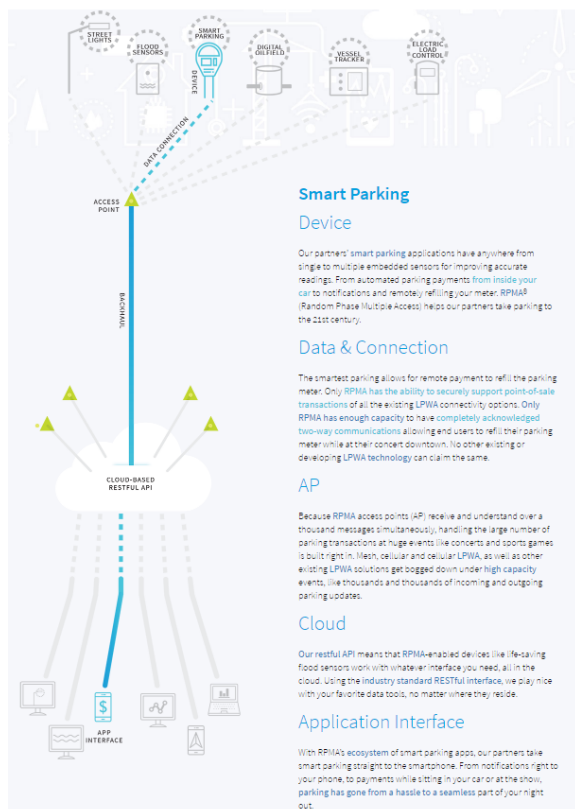 STREET
LIGHTS
FLOOD
SENSORS
SMART
PARKING
DIGITAL
OILFIELD
VESSEL
TRACKER
ELECTRIC
LOAD
CONTROL
DEVICE
DATA CONNECTION
ACCESS
POINT
BACKHAUL
CLOUD-BASED
RESTFUL API
$
APP
INTERFACE
Smart Parking
Device
Our partners' smart parking applications have anywhere from
single to multiple embedded sensors for improving accurate
readings. From automated parking payments from inside your
car to notifications and remotely refilling your meter. RPMA®
(Random Phase Multiple Access) helps our partners take parking to
the 21st century.
Data & Connection
The smartest parking allows for remote payment to refill the parking
meter. Only RPMA has the ability to securely support point-of-sale
transactions of all the existing LPWA connectivity options. Only
RPMA has enough capacity to have completely acknowledged
two-way communications allowing end users to refill their parking
meter while at their concert downtown. No other existing or
developing LPWA technology can claim the same.
AP
Because RPMA access points (AP) receive and understand over a
thousand messages simultaneously, handling the large number of
parking transactions at huge events like concerts and sports games
is built right in. Mesh, cellular and cellular LPWA, as well as other
existing LPWA solutions get bogged down under high capacity
events, like thousands and thousands of incoming and outgoing
parking updates.
Cloud
Our restful API means that RPMA-enabled devices like life-saving
flood sensors work with whatever interface you need, all in the
cloud. Using the industry standard RESTful interface, we play nice
with your favorite data tools, no matter where they reside.
Application Interface
With RPMA's ecosystem of smart parking apps, our partners take
smart parking straight to the smartphone. From notifications right to
your phone, to payments while sitting in your car or at the show,
parking has gone from a hassle to a seamless part of your night
out.